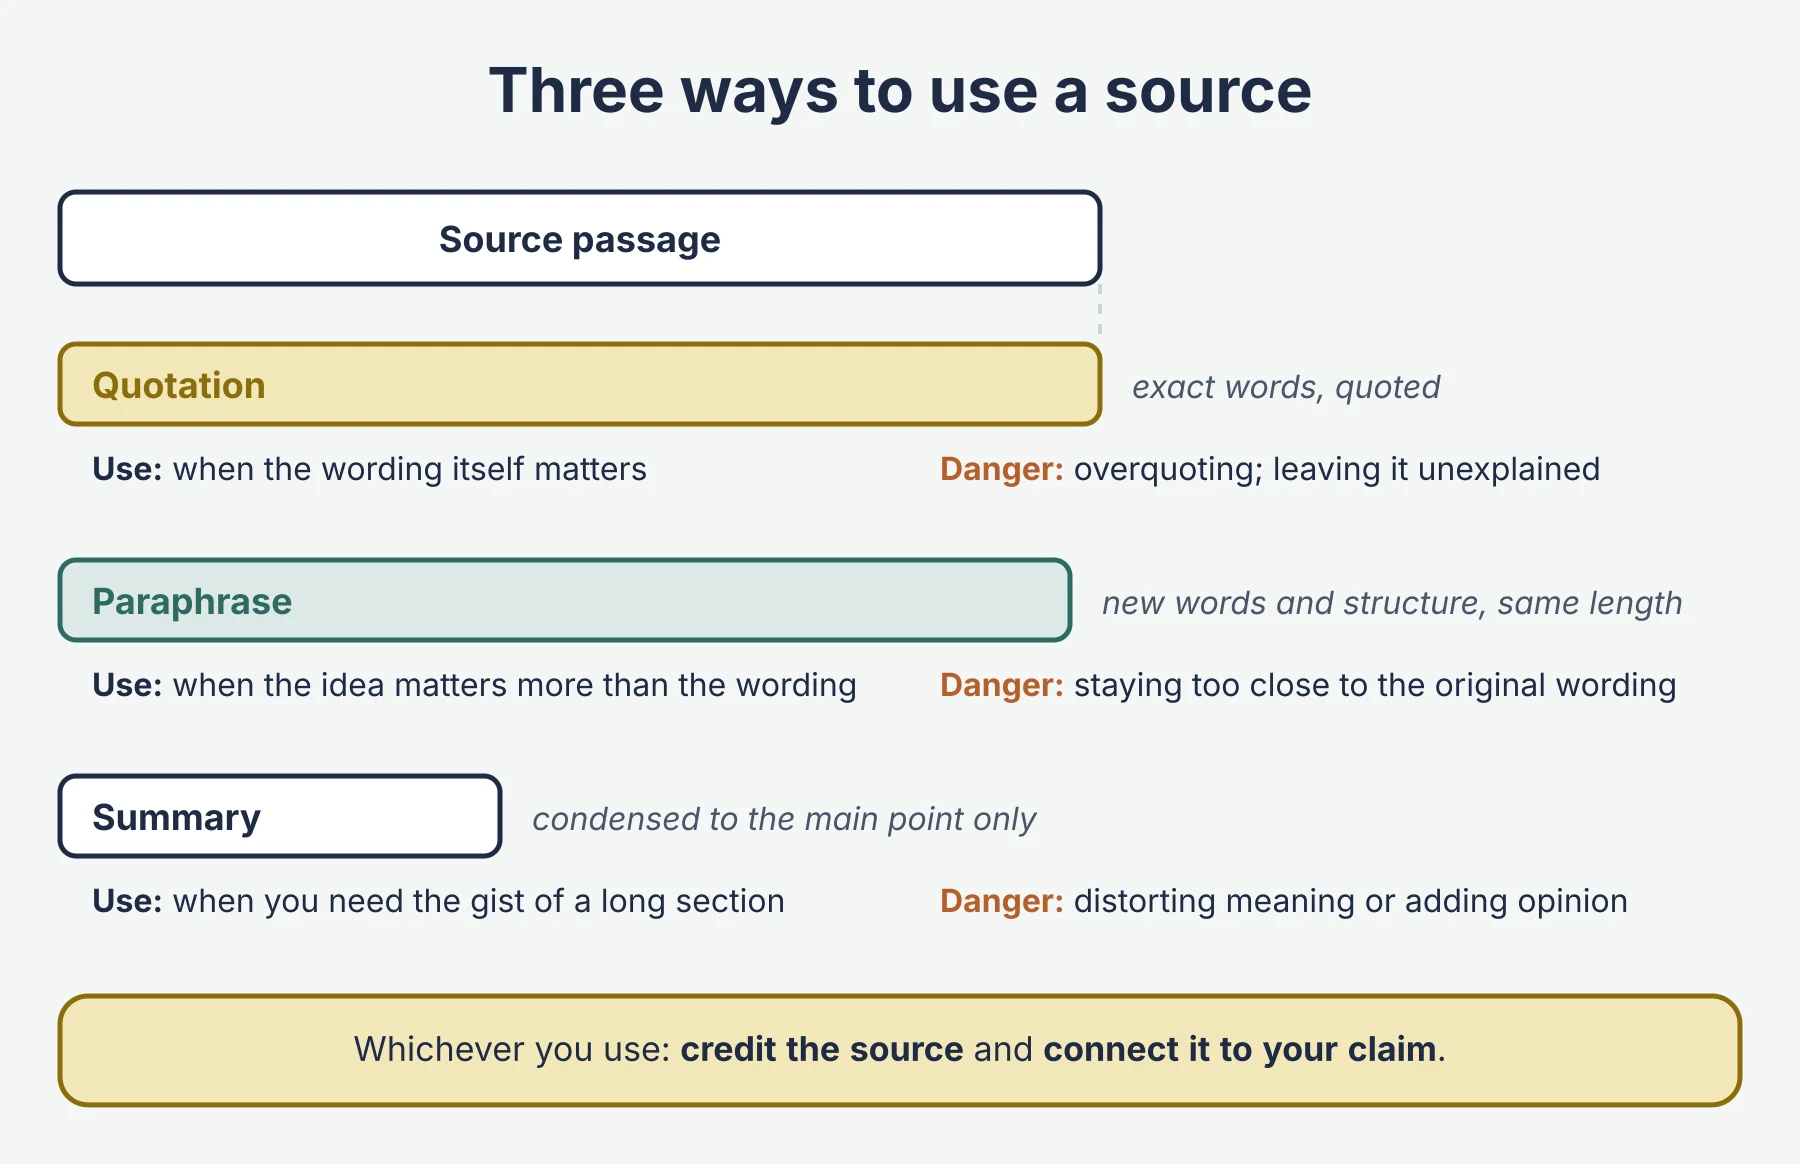 Three ways to use a source
Source passage
Quotation
exact words, quoted
Use: when the wording itself matters
Danger: overquoting; leaving it unexplained
Paraphrase
new words and structure, same length
Use: when the idea matters more than the wording
Danger: staying too close to the original wording
Summary
condensed to the main point only
Use: when you need the gist of a long section
Danger: distorting meaning or adding opinion
Whichever you use: credit the source and connect it to your claim.